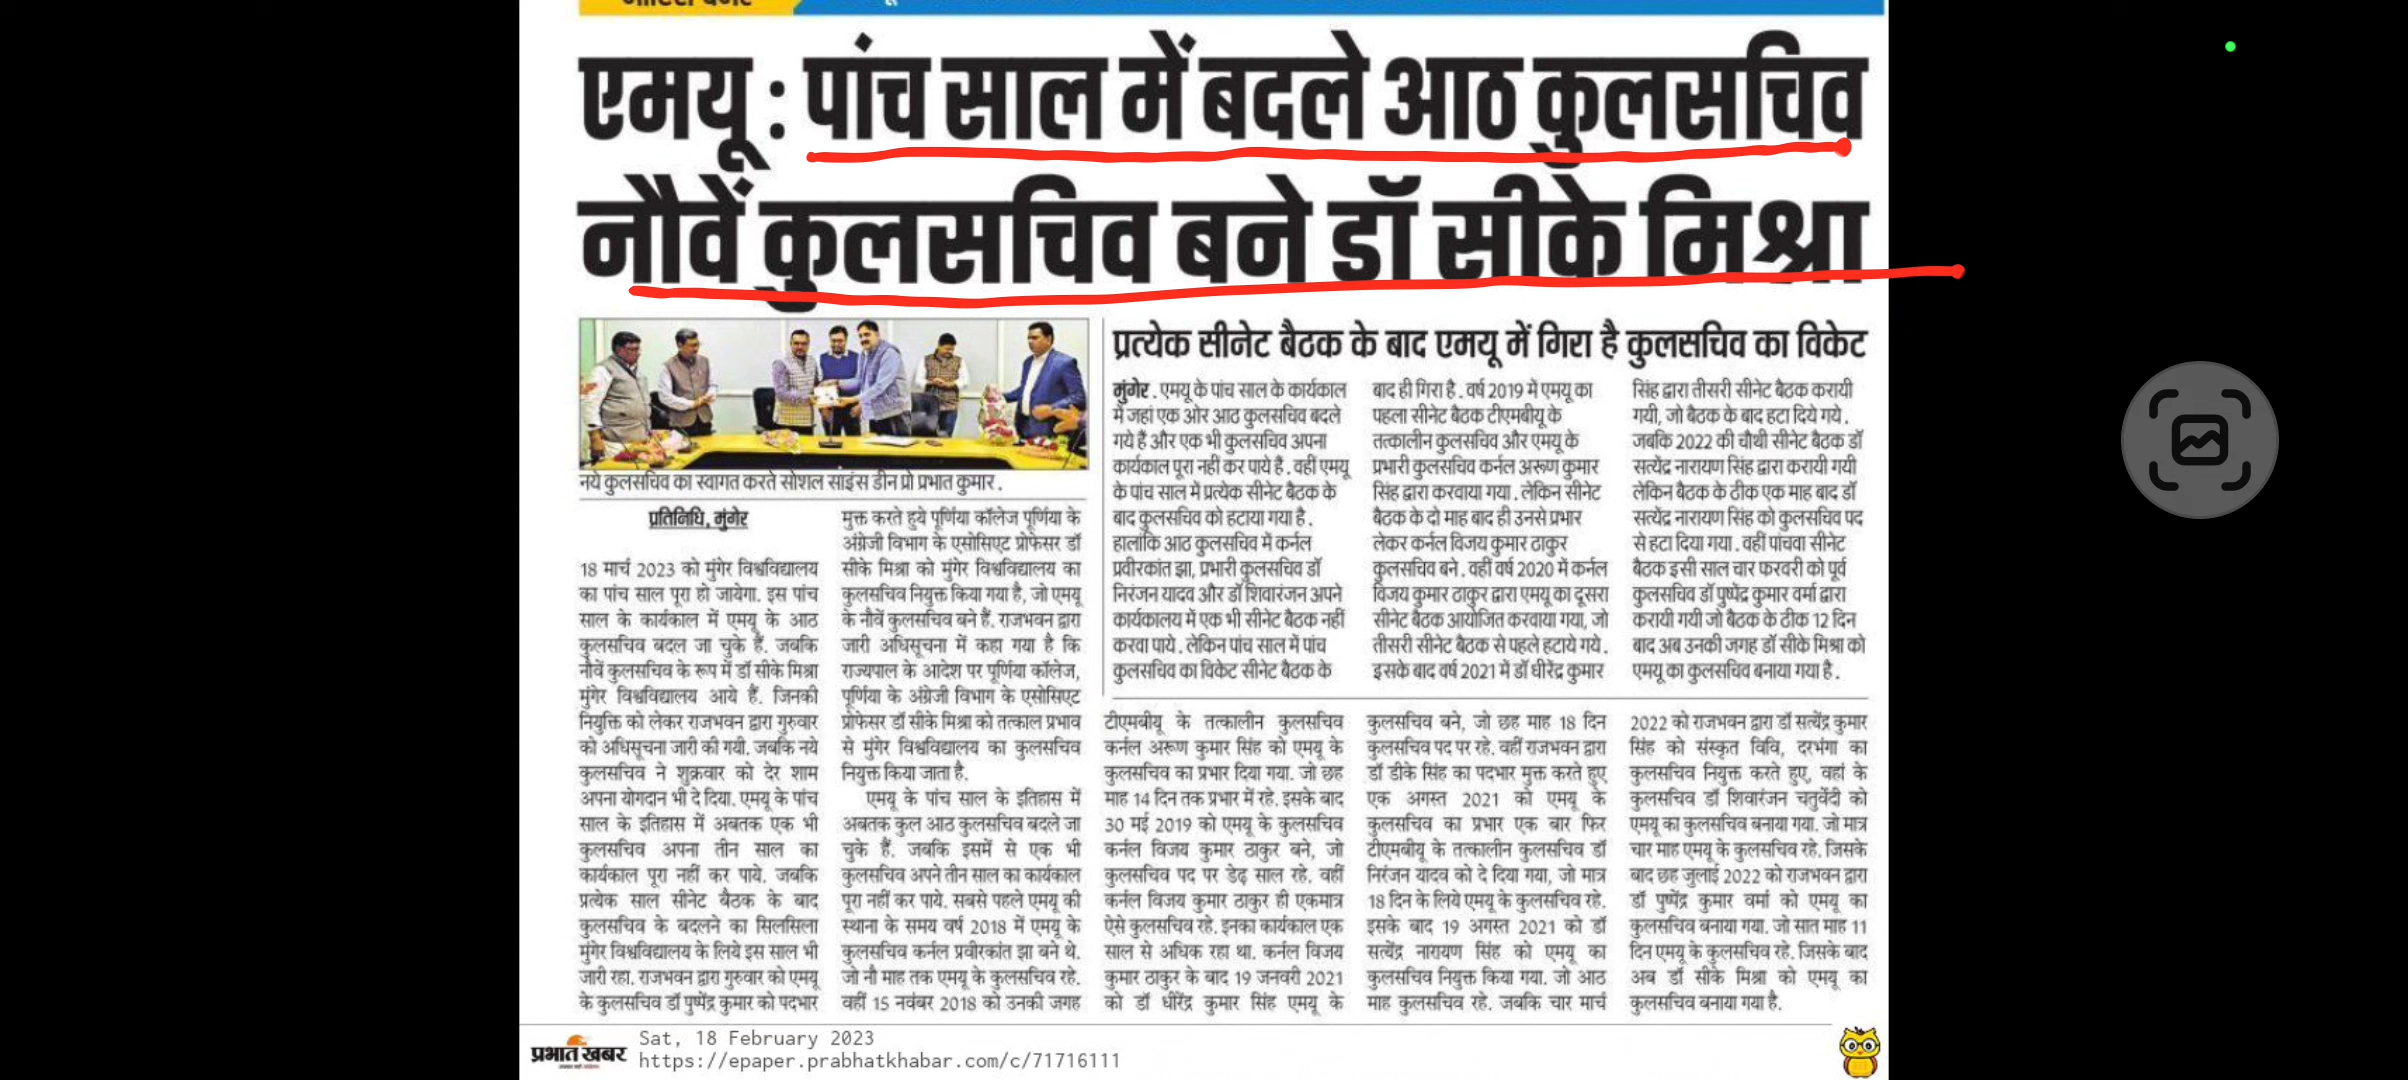 एमयू : पांच साल में बदले आठ कुलसचिव
नौवें कुलसचिव बने डॉ सीके मिश्रा
नये कुलसचिव का स्वागत करते सोशल साइंस डीन प्रो प्रभात कुमार.
प्रतिनिधि, मुंगेर
18 मार्च 2023 को मुंगेर विश्वविद्यालय
का पांच साल पूरा हो जायेगा. इस पांच
साल के कार्यकाल में एमयू के आठ
कुलसचिव बदल जा चुके हैं. जबकि
नौवें कुलसचिव के रूप में डॉ सीके मिश्रा
मुंगेर विश्वविद्यालय आये हैं. जिनकी
नियुक्ति को लेकर राजभवन द्वारा गुरुवार
को अधिसूचना जारी की गयी. जबकि नये
कुलसचिव ने शुक्रवार को देर शाम
अपना योगदान भी दे दिया. एमयू के पांच
साल के इतिहास में अबतक एक भी
कुलसचिव अपना तीन साल का
कार्यकाल पूरा नहीं कर पाये. जबकि
प्रत्येक साल सीनेट बैठक के बाद
कुलसचिव के बदलने का सिलसिला
मुंगेर विश्वविद्यालय के लिये इस साल भी
जारी रहा. राजभवन द्वारा गुरुवार को एमयू
के कुलसचिव डॉ पुष्पेंद्र कुमार को पदभार
मुक्त करते हुये पूर्णिया कॉलेज पूर्णिया के
अंग्रेजी विभाग के एसोसिएट प्रोफेसर डॉ
सीके मिश्रा को मुंगेर विश्वविद्यालय का
कुलसचिव नियुक्त किया गया है, जो एमयू
के नौवें कुलसचिव बने हैं. राजभवन द्वारा
जारी अधिसूचना में कहा गया है कि
राज्यपाल के आदेश पर पूर्णिया कॉलेज,
पूर्णिया के अंग्रेजी विभाग के एसोसिएट
प्रोफेसर डॉ सीके मिश्रा को तत्काल प्रभाव
से मुंगेर विश्वविद्यालय का कुलसचिव
नियुक्त किया जाता है.
एमयू के पांच साल के इतिहास में
अबतक कुल आठ कुलसचिव बदले जा
चुके हैं. जबकि इसमें से एक भी
कुलसचिव अपने तीन साल का कार्यकाल
पूरा नहीं कर पाये. सबसे पहले एमयू की
स्थाना के समय वर्ष 2018 में एमयू के
कुलसचिव कर्नल प्रवीरकांत झा बने थे.
जो नौ माह तक एमयू के कुलसचिव रहे.
वहीं 15 नवंबर 2018 को उनकी जगह
टीएमबीयू के तत्कालीन कुलसचिव
कर्नल अरूण कुमार सिंह को एमयू के
कुलसचिव का प्रभार दिया गया. जो छह
माह 14 दिन तक प्रभार में रहे. इसके बाद
30 मई 2019 को एमयू के कुलसचिव
कर्नल विजय कुमार ठाकुर बने, जो
कुलसचिव पद पर डेढ़ साल रहे. वहीं
कर्नल विजय कुमार ठाकुर ही एकमात्र
ऐसे कुलसचिव रहे. इनका कार्यकाल एक
साल से अधिक रहा था. कर्नल विजय
कुमार ठाकुर के बाद 19 जनवरी 2021
को डॉ धीरेंद्र कुमार सिंह एमयू के
कुलसचिव बने, जो छह माह 18 दिन
कुलसचिव पद पर रहे. वहीं राजभवन द्वारा
डॉ डीके सिंह का पदभार मुक्त करते हुए
एक अगस्त 2021 को एमयू के
कुलसचिव का प्रभार एक बार फिर
टीएमबीयू के तत्कालीन कुलसचिव डॉ
निरंजन यादव को दे दिया गया, जो मात्र
18 दिन के लिये एमयू के कुलसचिव रहे.
इसके बाद 19 अगस्त 2021 को डॉ
सत्येंद्र नारायण सिंह को एमयू का
कुलसचिव नियुक्त किया गया. जो आठ
माह कुलसचिव रहे. जबकि चार मार्च
2022 को राजभवन द्वारा डॉ सत्येंद्र कुमार
सिंह को संस्कृत विवि, दरभंगा का
कुलसचिव नियुक्त करते हुए, वहां के
कुलसचिव डॉ शिवारंजन चतुर्वेदी को
एमयू का कुलसचिव बनाया गया. जो मात्र
चार माह एमयू के कुलसचिव रहे. जिसके
बाद छह जुलाई 2022 को राजभवन द्वारा
डॉ पुष्पेंद्र कुमार वर्मा को एमयू का
कुलसचिव बनाया गया. जो सात माह 11
दिन एमयू के कुलसचिव रहे. जिसके बाद
अब डॉ सीके मिश्रा को एमयू का
कुलसचिव बनाया गया है.
प्रत्येक सीनेट बैठक के बाद एमयू में गिरा है कुलसचिव का विकेट
मुंगेर. एमयू के पांच साल के कार्यकाल
में जहां एक ओर आठ कुलसचिव बदले
गये हैं और एक भी कुलसचिव अपना
कार्यकाल पूरा नहीं कर पाये हैं. वहीं एमयू
के पांच साल में प्रत्येक सीनेट बैठक के
बाद कुलसचिव को हटाया गया है.
हालांकि आठ कुलसचिव में कर्नल
प्रवीरकांत झा, प्रभारी कुलसचिव डॉ
निरंजन यादव और डॉ शिवारंजन अपने
कार्यकालय में एक भी सीनेट बैठक नहीं
करवा पाये. लेकिन पांच साल में पांच
कुलसचिव का विकेट सीनेट बैठक के
बाद ही गिरा है. वर्ष 2019 में एमयू का
पहला सीनेट बैठक टीएमबीयू के
तत्कालीन कुलसचिव और एमयू के
प्रभारी कुलसचिव कर्नल अरूण कुमार
सिंह द्वारा करवाया गया. लेकिन सीनेट
बैठक के दो माह बाद ही उनसे प्रभार
लेकर कर्नल विजय कुमार ठाकुर
कुलसचिव बने. वहीं वर्ष 2020 में कर्नल
विजय कुमार ठाकुर द्वारा एमयू का दूसरा
सीनेट बैठक आयोजित करवाया गया, जो
तीसरी सीनेट बैठक से पहले हटाये गये.
इसके बाद वर्ष 2021 में डॉ धीरेंद्र कुमार
सिंह द्वारा तीसरी सीनेट बैठक करायी
गयी, जो बैठक के बाद हटा दिये गये.
जबकि 2022 की चौथी सीनेट बैठक डॉ
सत्येंद्र नारायण सिंह द्वारा करायी गयी
लेकिन बैठक के ठीक एक माह बाद डॉ
सत्येंद्र नारायण सिंह को कुलसचिव पद
से हटा दिया गया. वहीं पांचवा सीनेट
बैठक इसी साल चार फरवरी को पूर्व
कुलसचिव डॉ पुष्पेंद्र कुमार वर्मा द्वारा
करायी गयी जो बैठक के ठीक 12 दिन
बाद अब उनकी जगह डॉ सीके मिश्रा को
एमयू का कुलसचिव बनाया गया है.
प्रभात खबर
Sat, 18 February 2023
https://epaper.prabhatkhabar.com/c/71716111